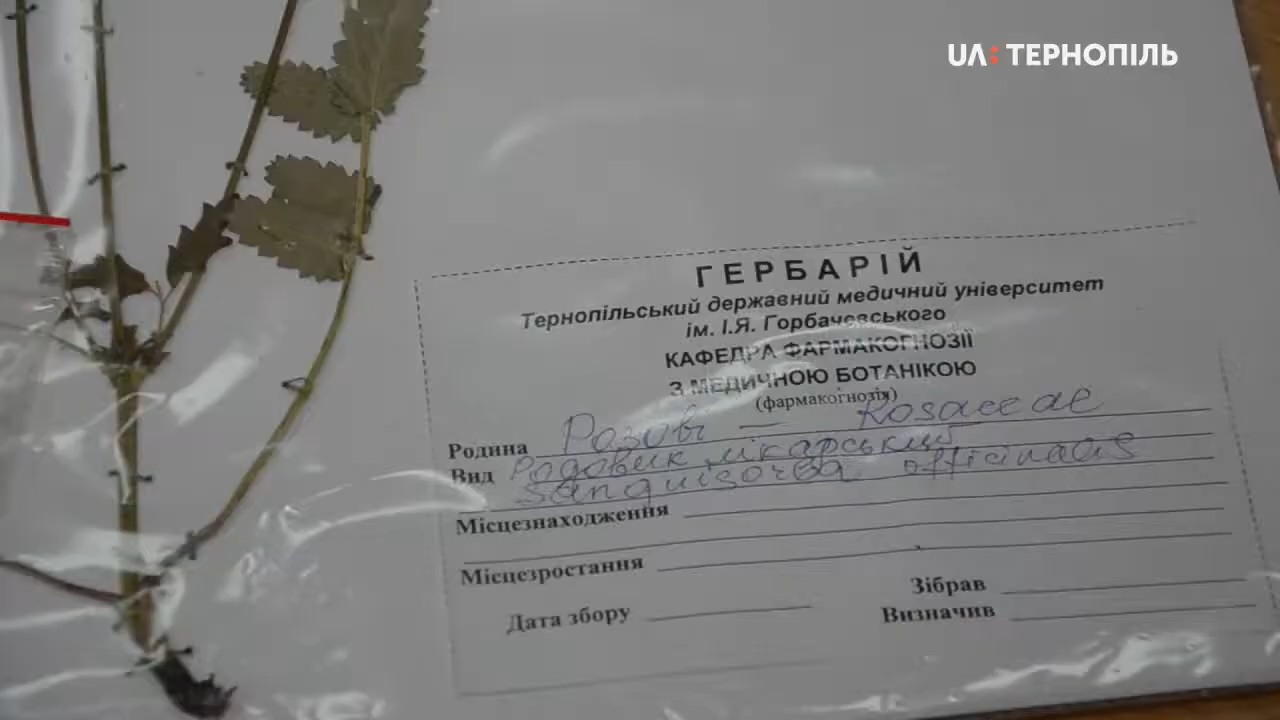 UA: ТЕРНОПІЛЬ
ГЕРБАРІЙ
Тернопільський державний медичний університет
ім. І.Я. Горбачевського
КАФЕДРА ФАРМАКОГНОЗІЇ
З МЕДИЧНОЮ БОТАНІКОЮ
(фармакогнозія)
Родина Розові — Rosaceae
Вид Родовик лікарський
Sanguisorba officinalis
Місцезнаходження
Місцезростання
Зібрав
Дата збору
Визначив